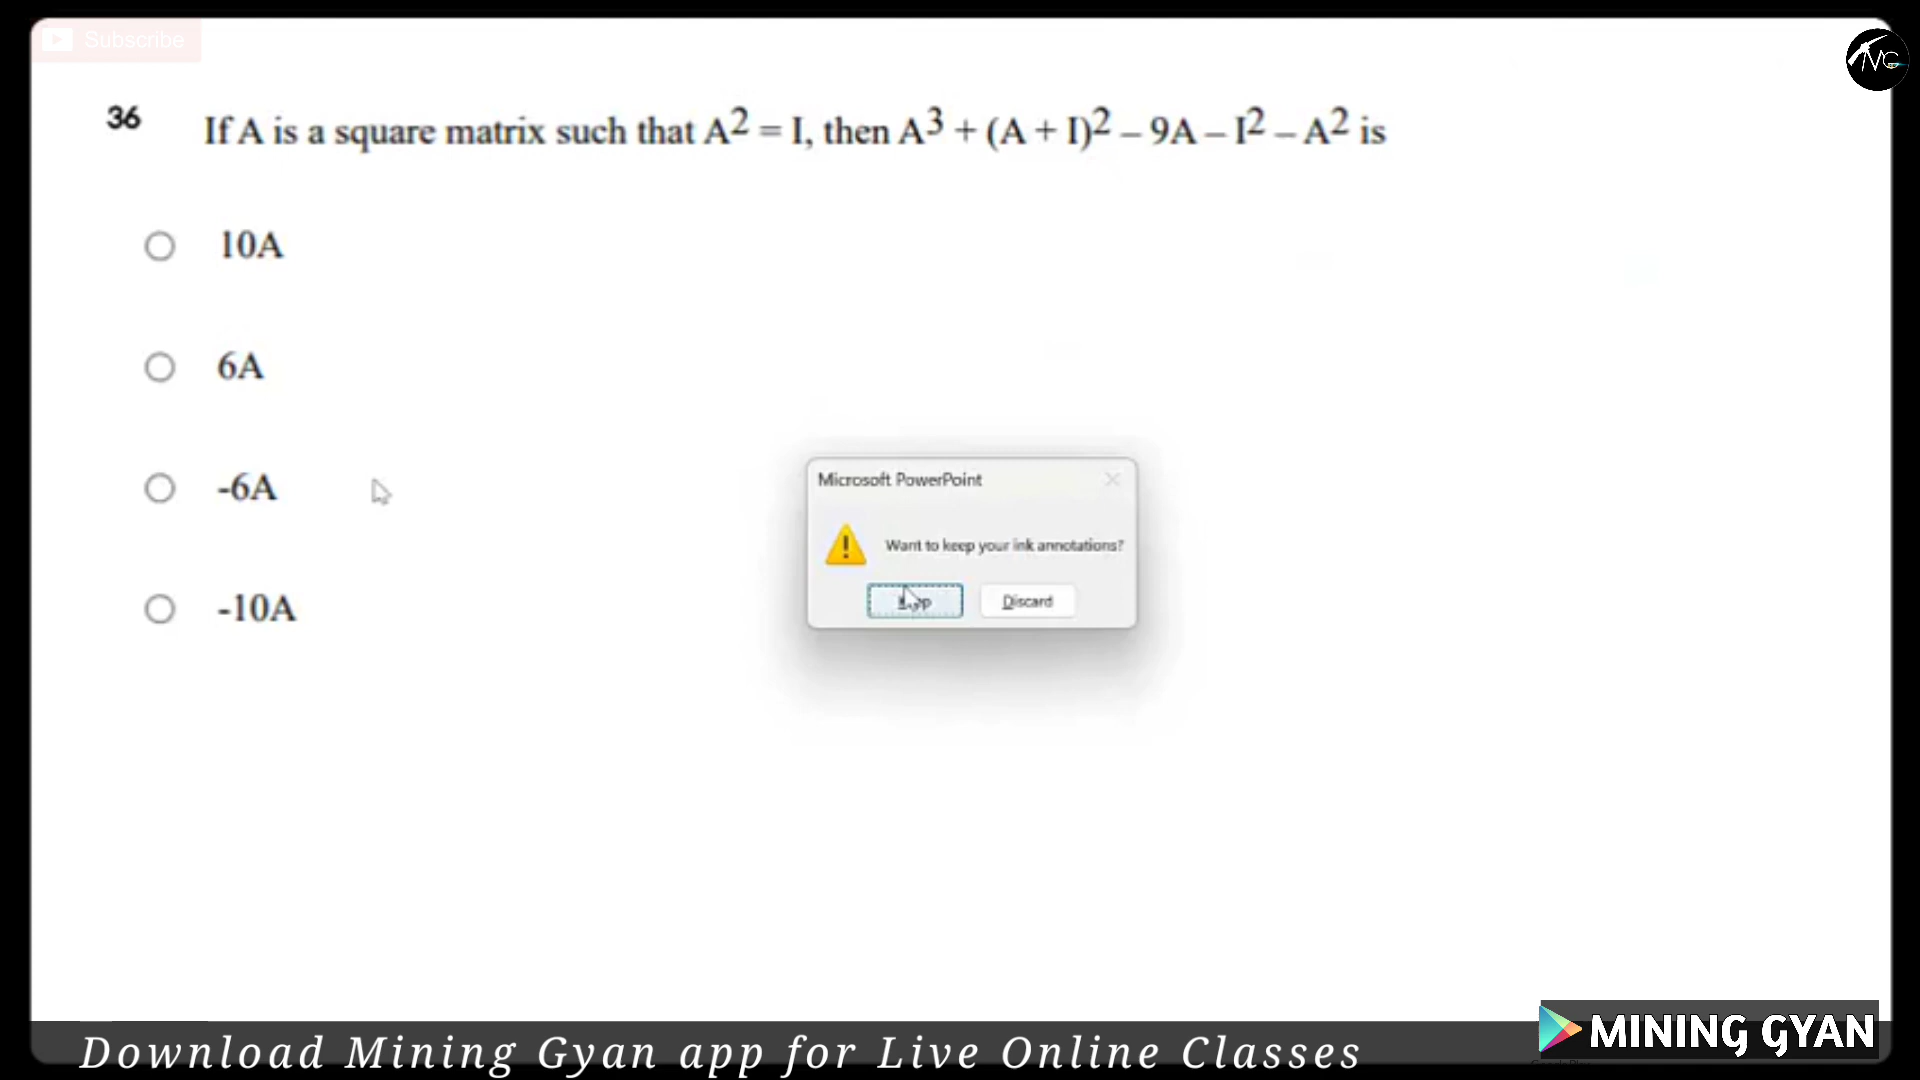 Subscribe
MG
36 If A is a square matrix such that A² = I, then A³ + (A + I)² – 9A – I² – A² is
10A
6A
-6A
-10A
Microsoft PowerPoint
Want to keep your ink annotations?
Discard
MINING GYAN
Download Mining Gyan app for Live Online Classes